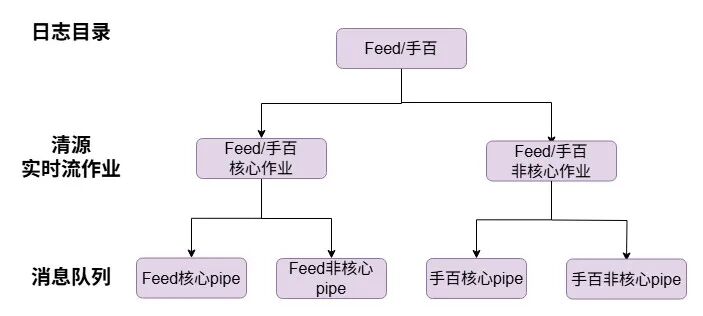 日志目录
Feed/手百
清源
实时流作业
Feed/手百
核心作业
Feed/手百
非核心作业
消息队列
Feed核心pipe
Feed非核心
pipe
手百核心pipe
手百非核心pipe